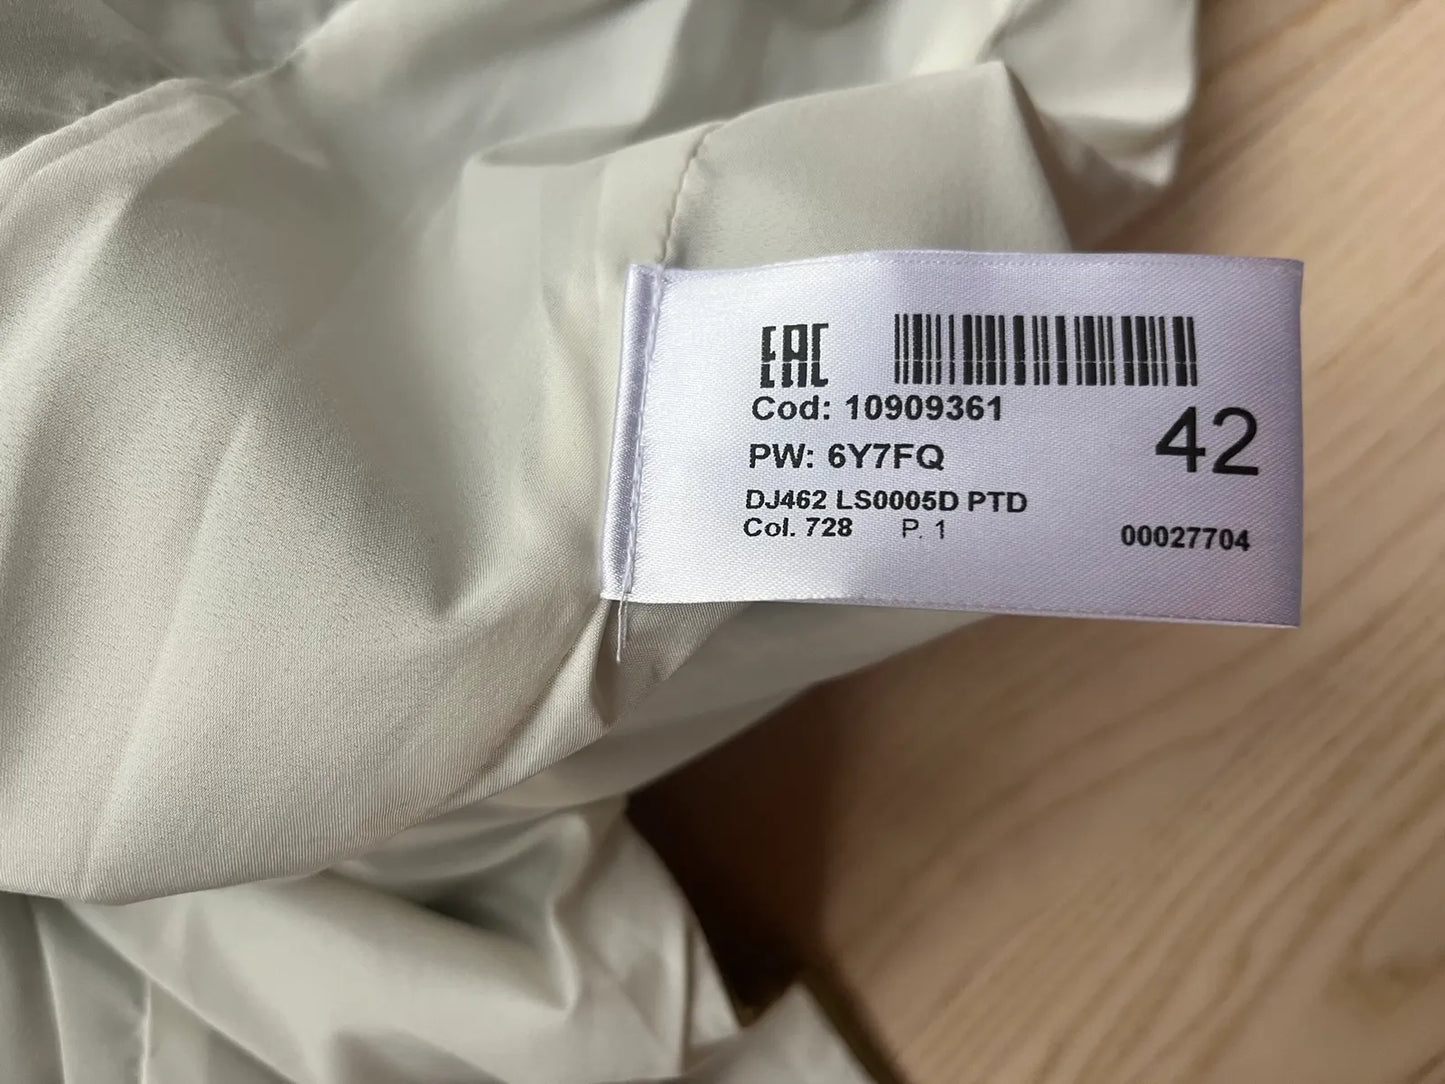 EAC
Cod: 10909361
42
PW: 6Y7FQ
DJ462 LS0005D PTD
Col. 728 P. 1
00027704